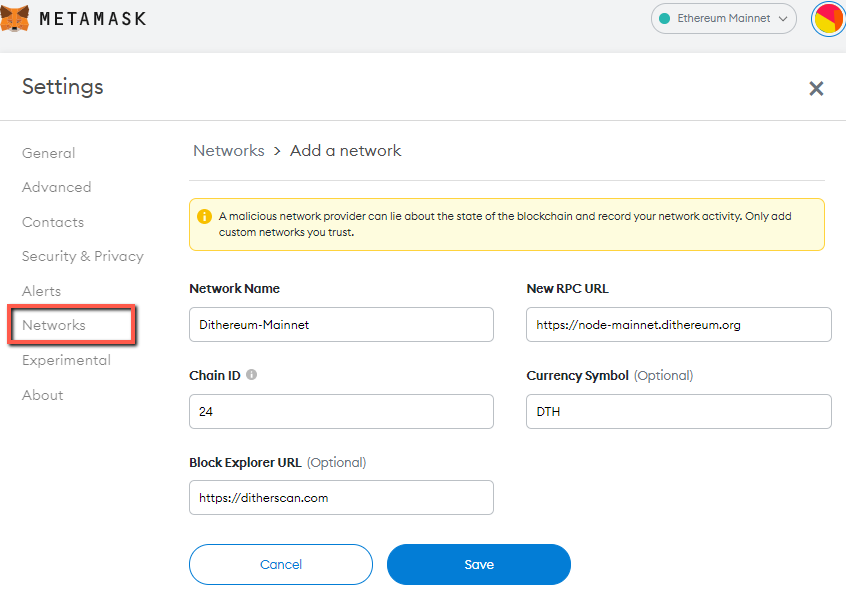 METAMASK
Ethereum Mainnet
Settings
General
Advanced
Contacts
Security & Privacy
Alerts
Networks
Experimental
About
Networks > Add a network
A malicious network provider can lie about the state of the blockchain and record your network activity. Only add
custom networks you trust.
Network Name
New RPC URL
Dithereum-Mainnet
https://node-mainnet.dithereum.org
Chain ID
Currency Symbol (Optional)
24
DTH
Block Explorer URL (Optional)
https://ditherscan.com
Cancel
Save